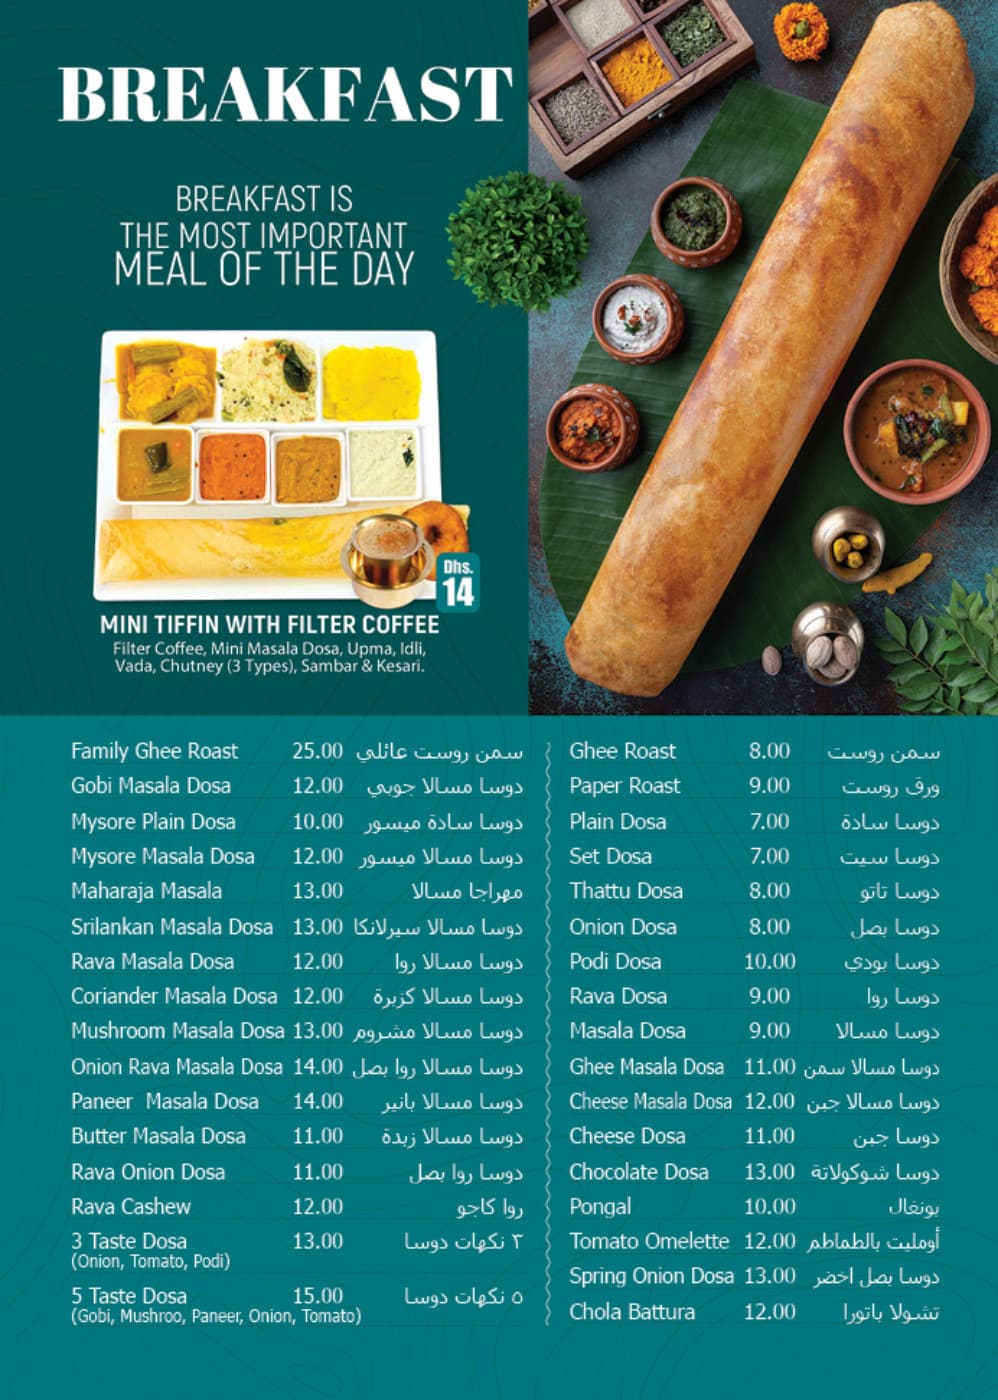 BREAKFAST
BREAKFAST IS
THE MOST IMPORTANT
MEAL OF THE DAY
Dhs.
14
MINI TIFFIN WITH FILTER COFFEE
Filter Coffee, Mini Masala Dosa, Upma, Idli,
Vada, Chutney (3 Types), Sambar & Kesari.
Family Ghee Roast 25.00 سمن روست عائلي
Gobi Masala Dosa 12.00 دوسا مسالا جوبي
Mysore Plain Dosa 10.00 دوسا سادة ميسور
Mysore Masala Dosa 12.00 دوسا مسالا ميسور
Maharaja Masala 13.00 مهراجا مسالا
Srilankan Masala Dosa 13.00 دوسا مسالا سيرلانكا
Rava Masala Dosa 12.00 دوسا مسالا روا
Coriander Masala Dosa 12.00 دوسا مسالا كزبرة
Mushroom Masala Dosa 13.00 دوسا مسالا مشروم
Onion Rava Masala Dosa 14.00 دوسا مسالا روا بصل
Paneer Masala Dosa 14.00 دوسا مسالا بانير
Butter Masala Dosa 11.00 دوسا مسالا زبدة
Rava Onion Dosa 11.00 دوسا روا بصل
Rava Cashew 12.00 روا كاجو
3 Taste Dosa 13.00 ٣ نكهات دوسا
(Onion, Tomato, Podi)
5 Taste Dosa 15.00 ٥ نكهات دوسا
(Gobi, Mushroo, Paneer, Onion, Tomato)
Ghee Roast 8.00 سمن روست
Paper Roast 9.00 ورق روست
Plain Dosa 7.00 دوسا سادة
Set Dosa 7.00 دوسا سيت
Thattu Dosa 8.00 دوسا تاتو
Onion Dosa 8.00 دوسا بصل
Podi Dosa 10.00 دوسا بودي
Rava Dosa 9.00 دوسا روا
Masala Dosa 9.00 دوسا مسالا
Ghee Masala Dosa 11.00 دوسا مسالا سمن
Cheese Masala Dosa 12.00 دوسا مسالا جبن
Cheese Dosa 11.00 دوسا جبن
Chocolate Dosa 13.00 دوسا شوكولاتة
Pongal 10.00 بونغال
Tomato Omelette 12.00 أومليت بالطماطم
Spring Onion Dosa 13.00 دوسا بصل اخضر
Chola Battura 12.00 تشولا باتورا